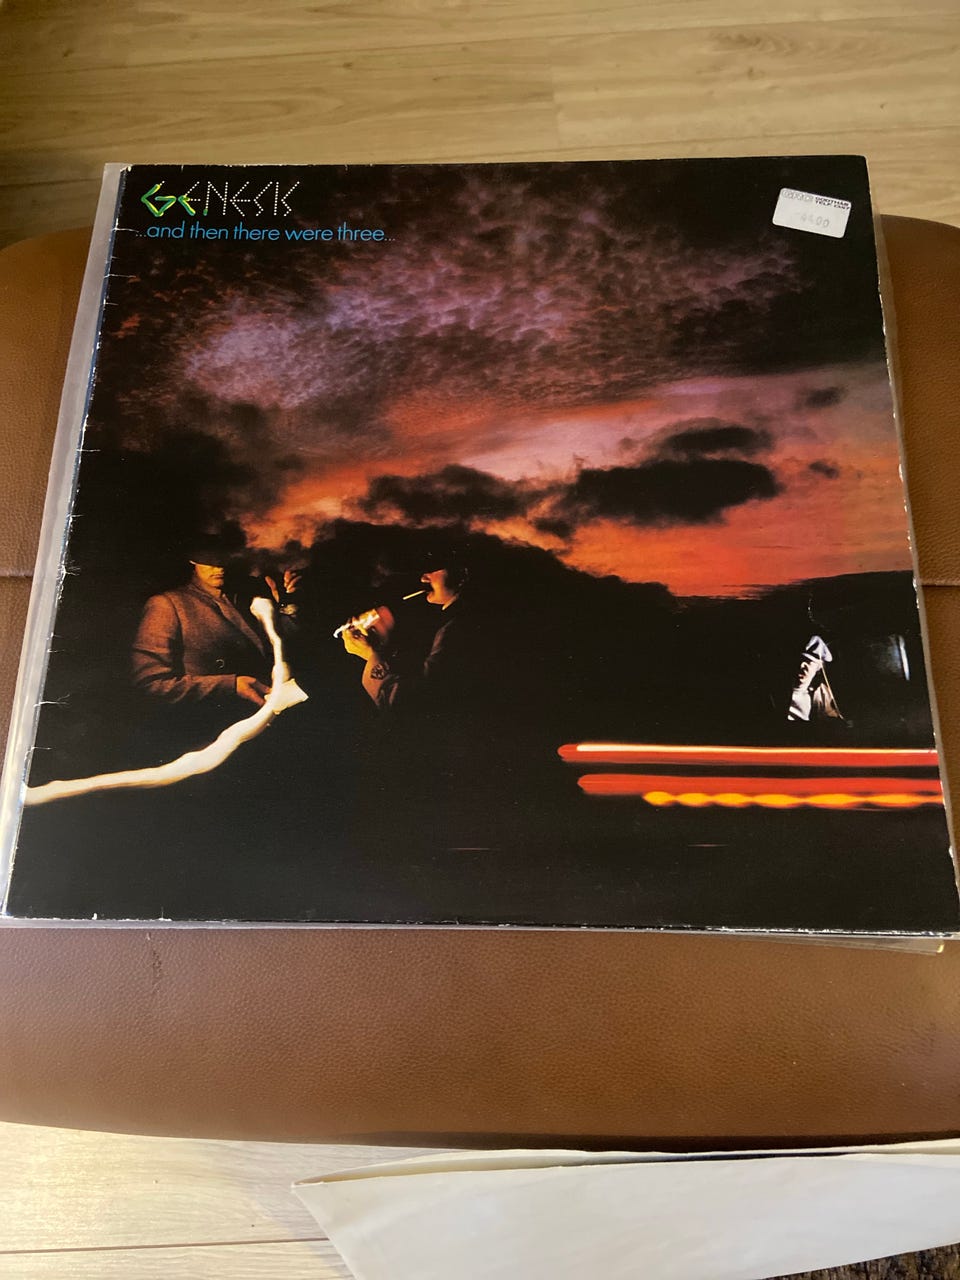 GENESIS
...and then there were three...